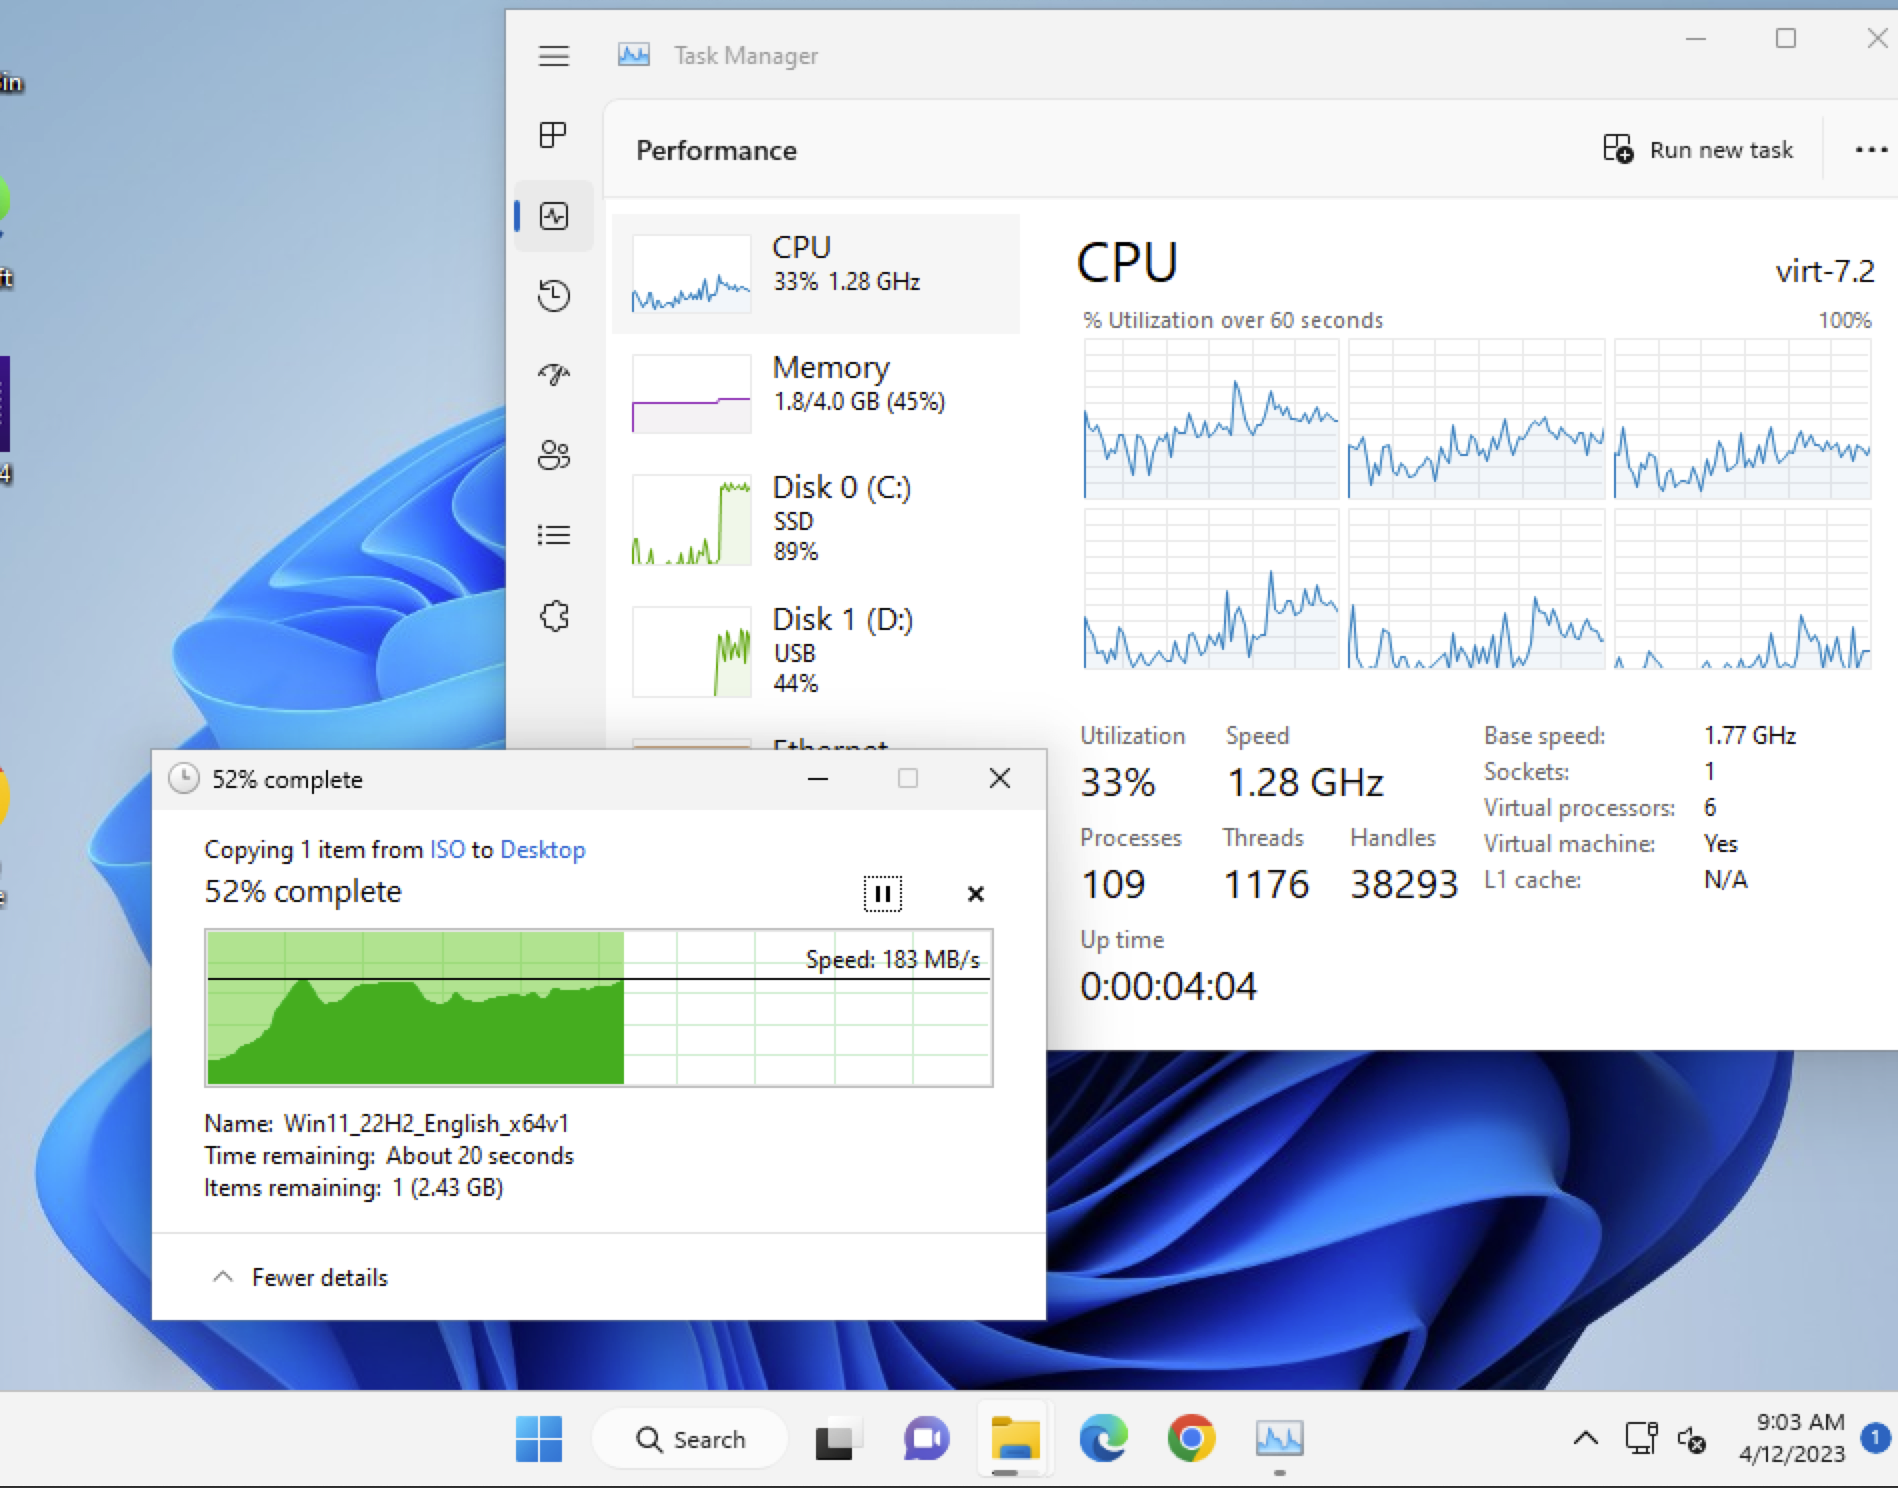 in
ft
4
e
Task Manager
Performance
Run new task
CPU
33% 1.28 GHz
Memory
1.8/4.0 GB (45%)
Disk 0 (C:)
SSD
89%
Disk 1 (D:)
USB
44%
Ethernet
CPU
virt-7.2
% Utilization over 60 seconds
100%
Utilization
Speed
33%
1.28 GHz
Processes
Threads
Handles
109
1176
38293
Up time
0:00:04:04
Base speed:
1.77 GHz
Sockets:
1
Virtual processors:
6
Virtual machine:
Yes
L1 cache:
N/A
52% complete
Copying 1 item from ISO to Desktop
52% complete
Speed: 183 MB/s
Name: Win11_22H2_English_x64v1
Time remaining: About 20 seconds
Items remaining: 1 (2.43 GB)
Fewer details
Search
9:03 AM
4/12/2023
1